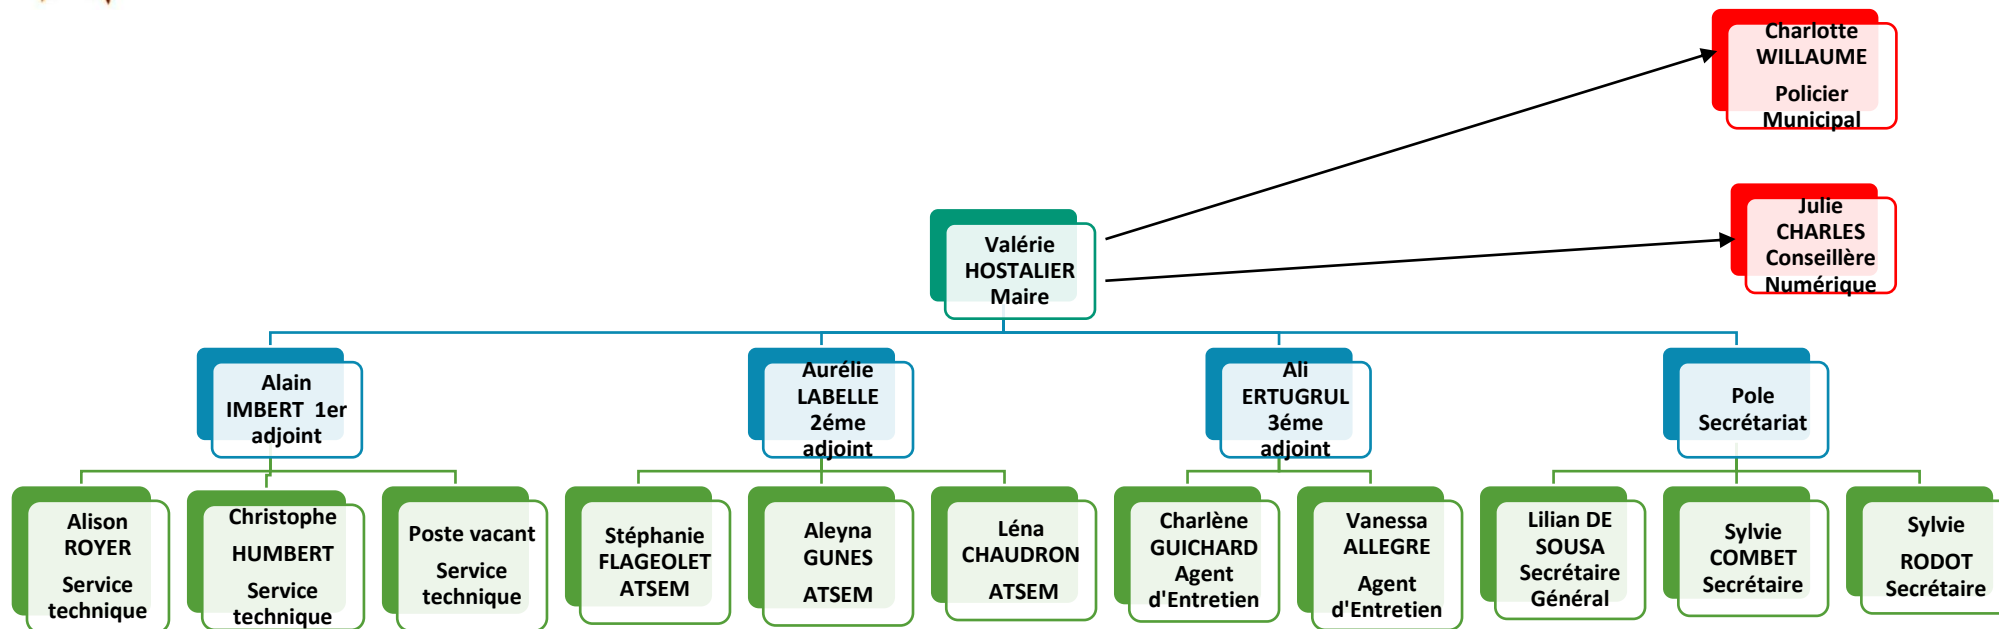 Charlotte
WILLAUME
Policier
Municipal
Julie
CHARLES
Conseillère
Numérique
Valérie
HOSTALIER
Maire
Alain
IMBERT 1er
adjoint
Aurélie
LABELLE
2éme
adjoint
Ali
ERTUGRUL
3éme
adjoint
Pole
Secrétariat
Alison
ROYER
Service
technique
Christophe
HUMBERT
Service
technique
Poste vacant
Service
technique
Stéphanie
FLAGEOLET
ATSEM
Aleyna
GUNES
ATSEM
Léna
CHAUDRON
ATSEM
Charlène
GUICHARD
Agent
d'Entretien
Vanessa
ALLEGRE
Agent
d'Entretien
Lilian DE
SOUSA
Secrétaire
Général
Sylvie
COMBET
Secrétaire
Sylvie
RODOT
Secrétaire